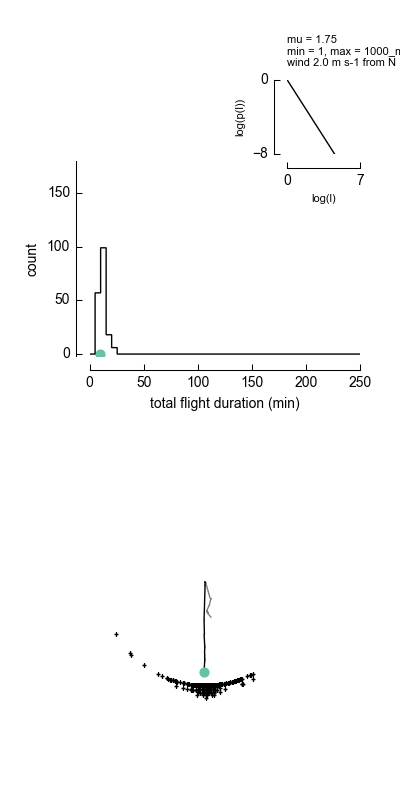 mu = 1.75
min = 1, max = 1000_m
wind 2.0 m s-1 from N
0
log(p(l))
−8
0 7
log(l)
150
100
count
50
0
0 50 100 150 200 250
total flight duration (min)